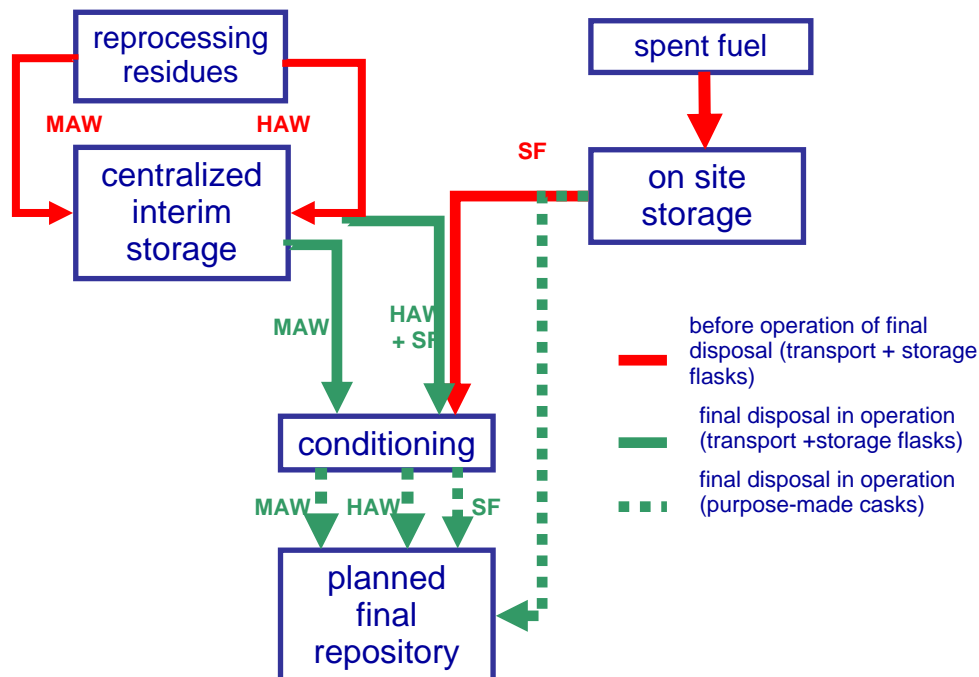 reprocessing
residues
spent fuel
MAW
HAW
SF
centralized
interim
storage
on site
storage
MAW
HAW
+ SF
before operation of final
disposal (transport + storage
flasks)
final disposal in operation
(transport +storage flasks)
final disposal in operation
(purpose-made casks)
conditioning
MAW
HAW
SF
planned
final
repository